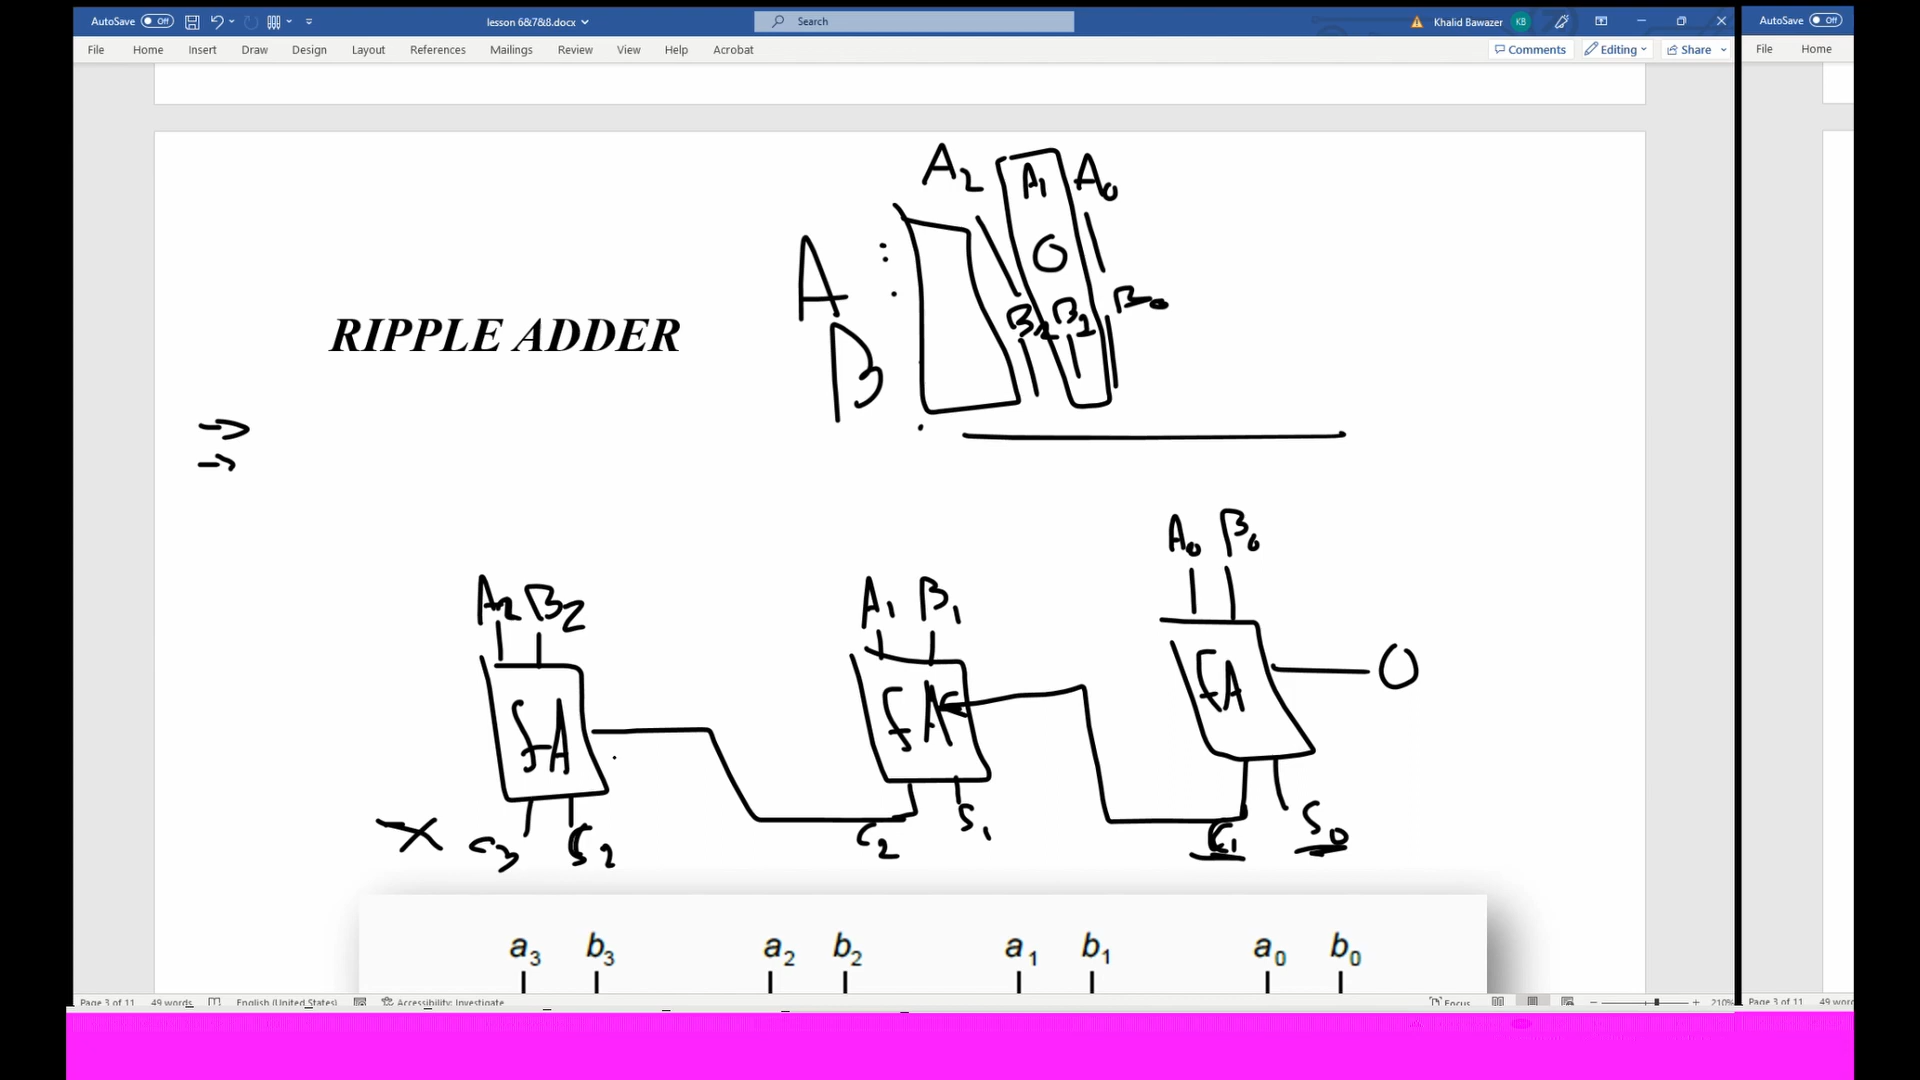 AutoSave Off lesson 6&7&8.docx Search Khalid Bawazer KB AutoSave Off
File Home Insert Draw Design Layout References Mailings Review View Help Acrobat Comments Editing Share File Home
A2 A1 A0
0
A
B2 B1 B0
B
RIPPLE ADDER
A0 B0
A2 B2 A1 B1
FA FA FA 0
C3 S2 C2 S1 C1 S0
a3 b3 a2 b2 a1 b1 a0 b0
Page 3 of 11 49 words English (United States) Accessibility: Investigate Focus 210% Page 3 of 11 49 word